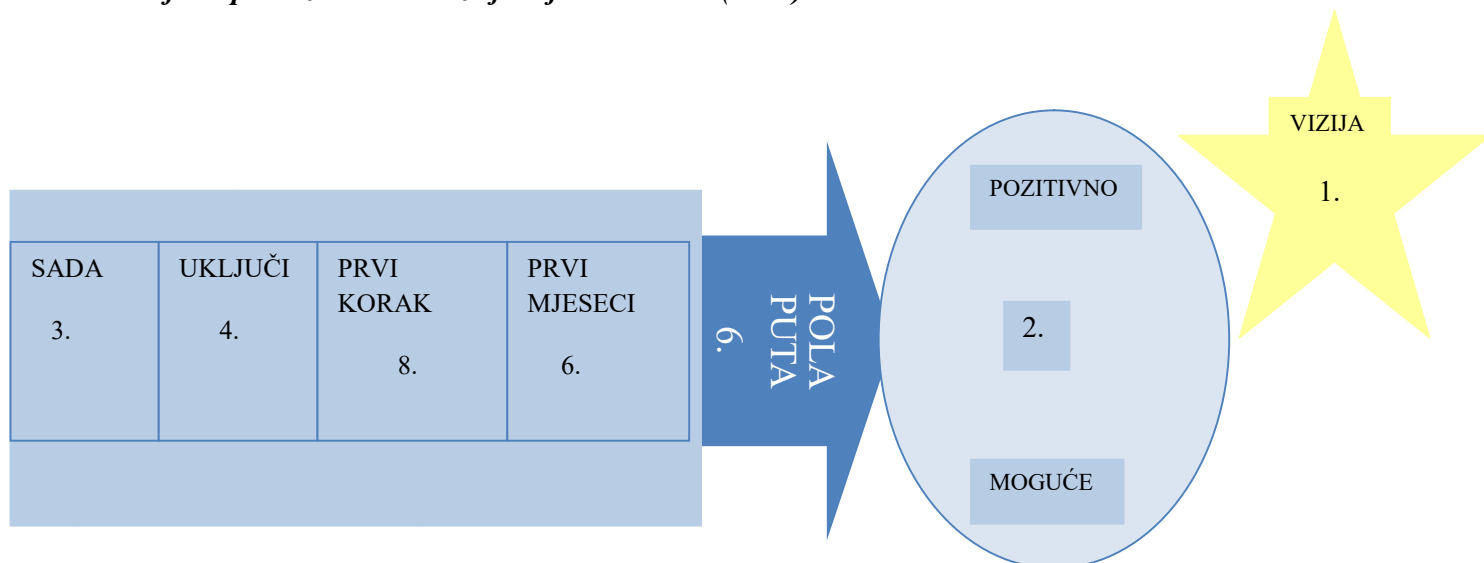 VIZIJA
1.
POZITIVNO
2.
MOGUĆE
SADA
3.
UKLJUČI
4.
PRVI
KORAK
8.
PRVI
MJESECI
6.
POLA
PUTA
6.